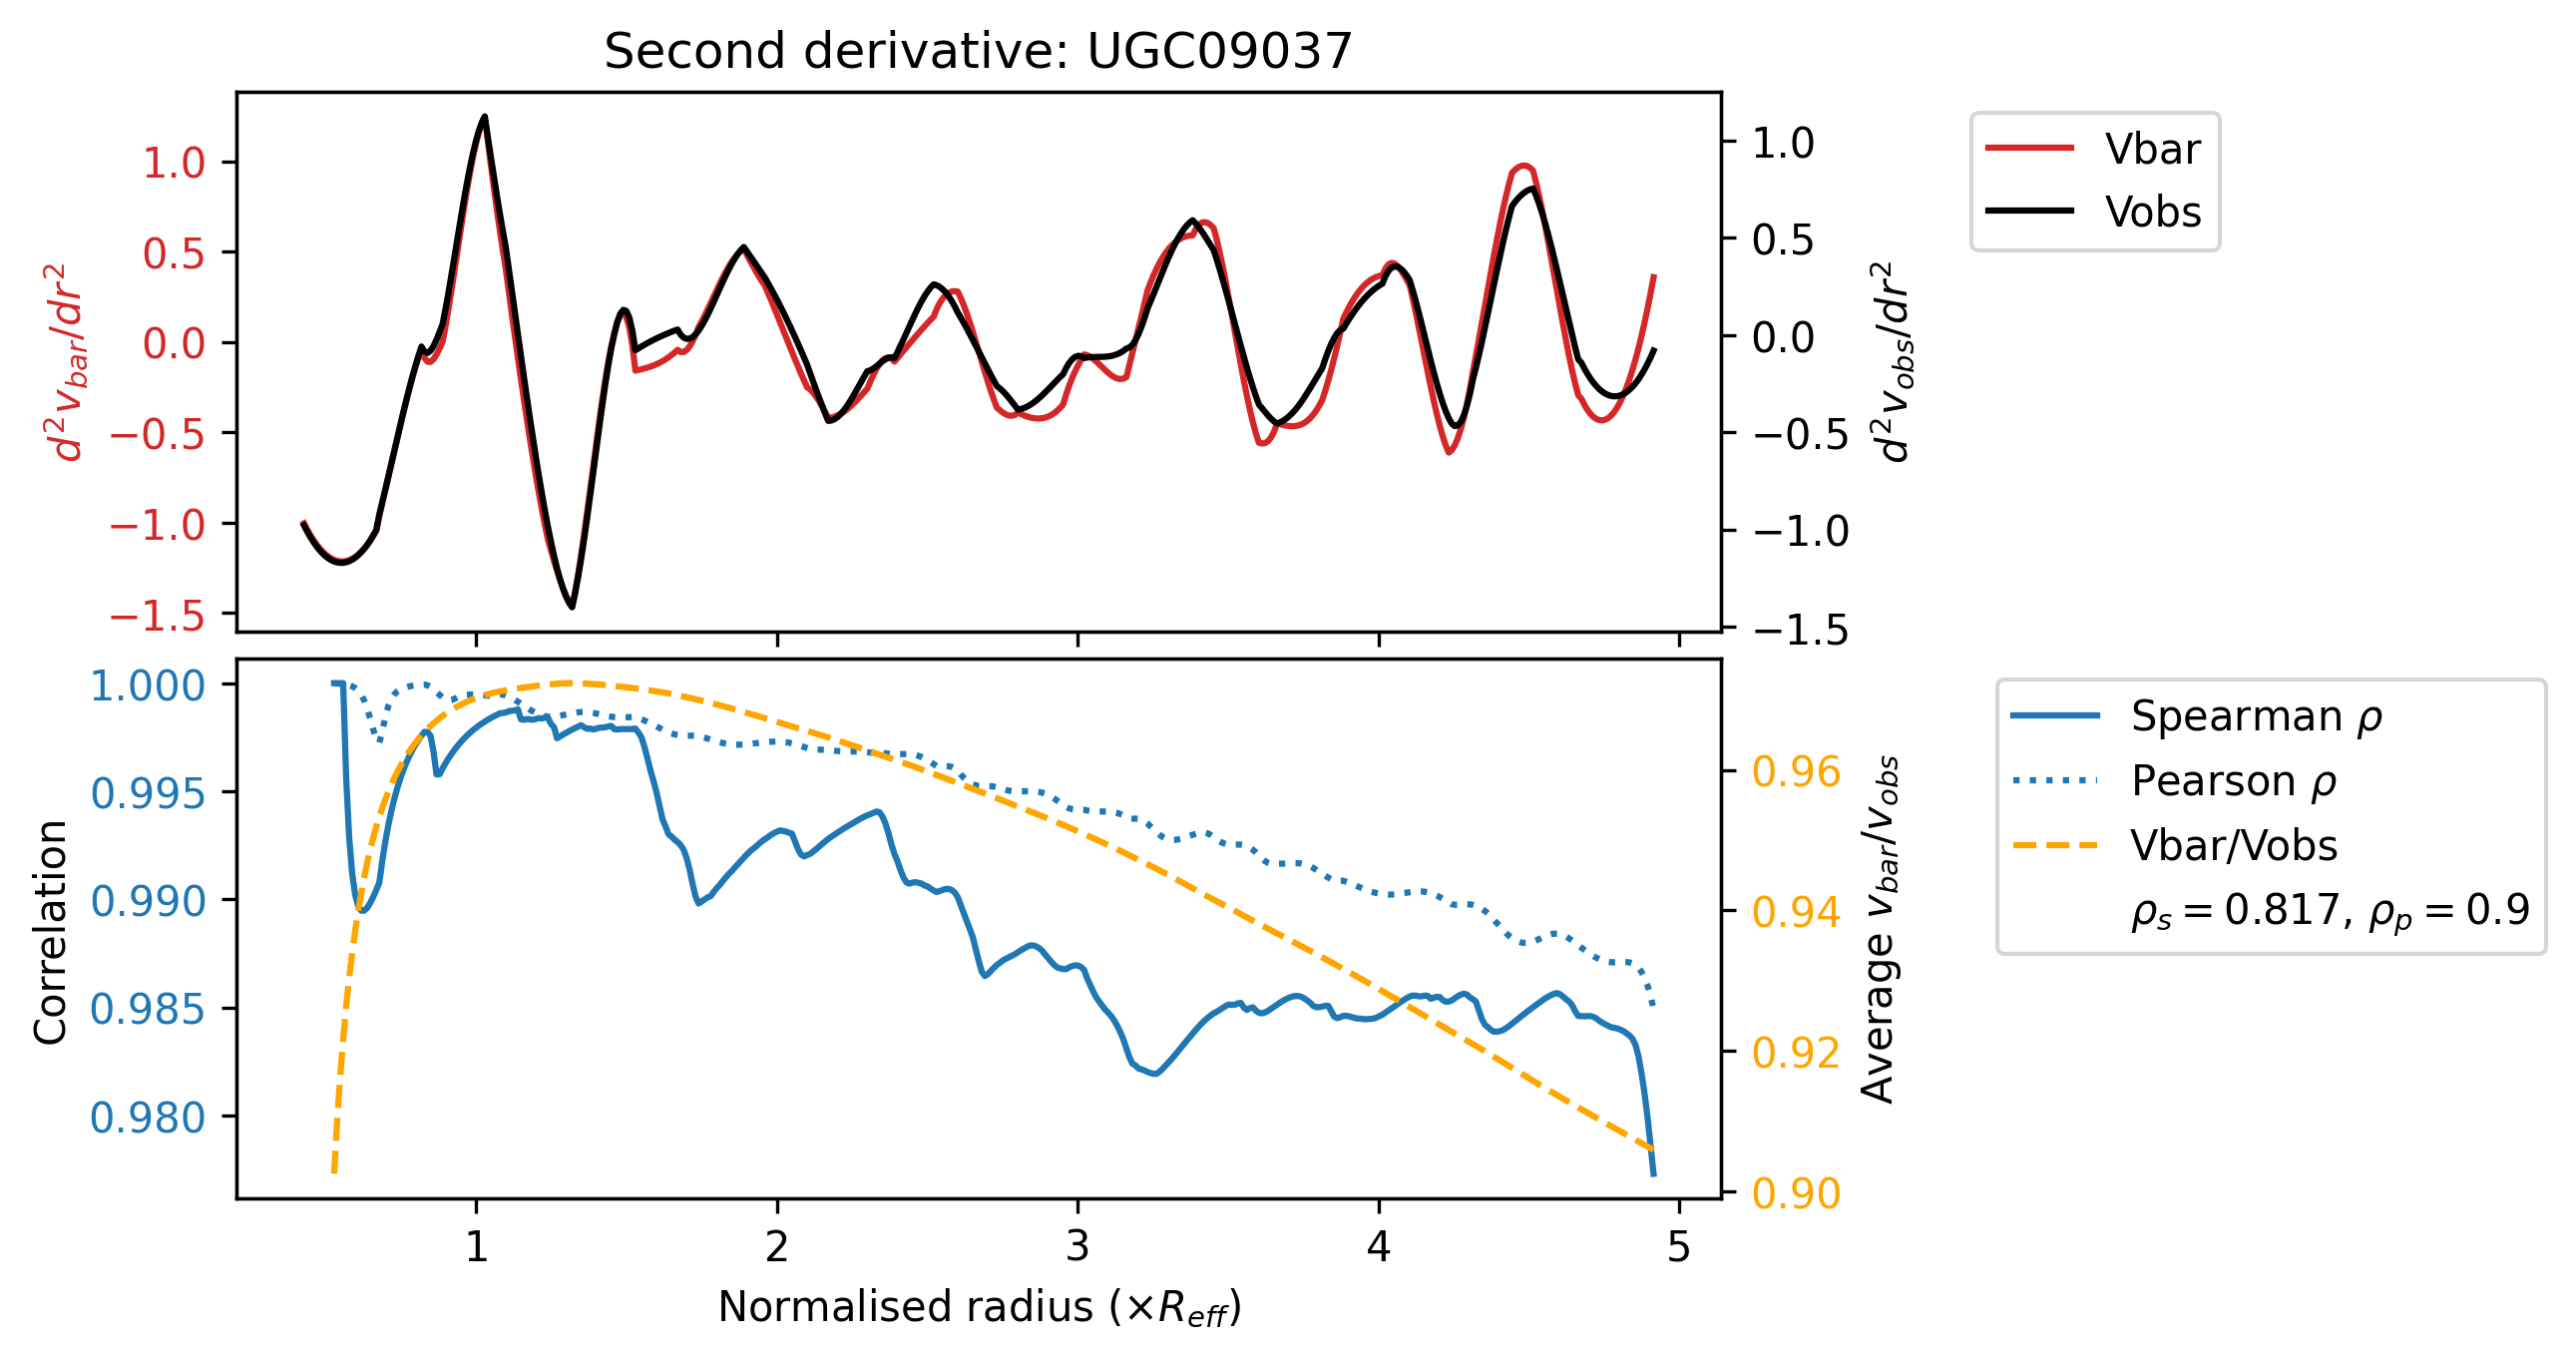 Second derivative: UGC09037
1.0
0.5
0.0
−0.5
−1.0
−1.5
d²v_bar/dr²
1.0
0.5
0.0
−0.5
−1.0
−1.5
d²v_obs/dr²
Vbar
Vobs
1.000
0.995
0.990
0.985
0.980
Correlation
0.96
0.94
0.92
0.90
Average v_bar/v_obs
Spearman ρ
Pearson ρ
Vbar/Vobs
ρ_s = 0.817, ρ_p = 0.9
1 2 3 4 5
Normalised radius (×R_eff)